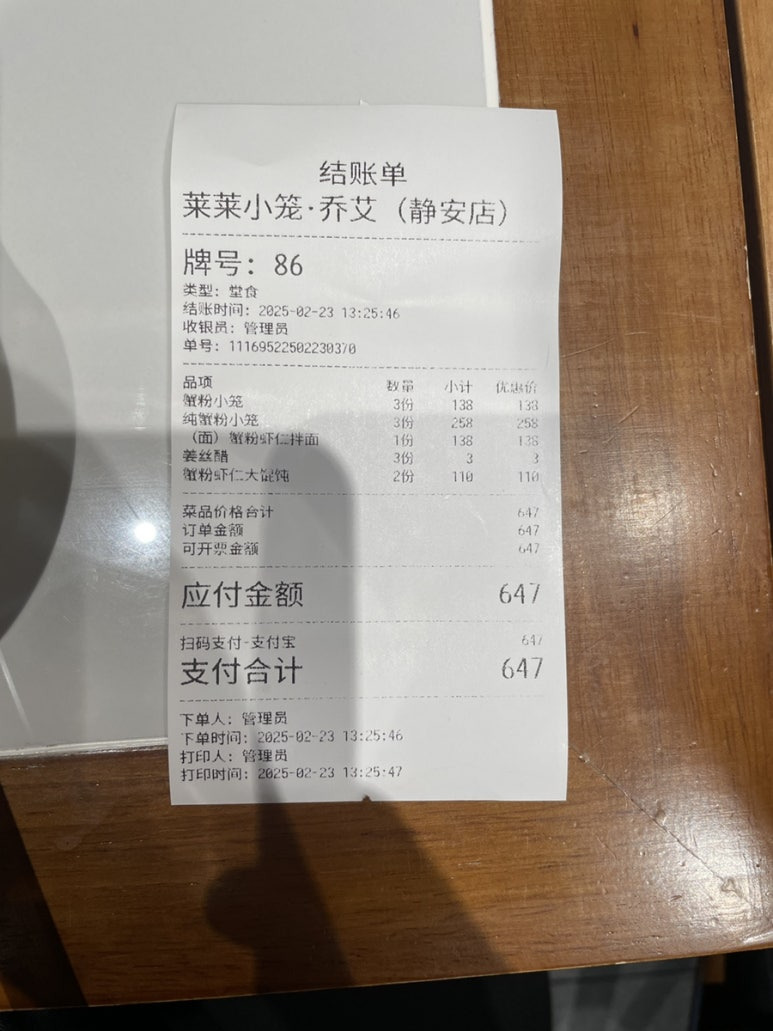 结账单
莱莱小笼·乔艾（静安店）
牌号：86
类型：堂食
结账时间：2025-02-23 13:25:46
收银员：管理员
单号：11169522502230370
品项 数量 小计 优惠价
蟹粉小笼 3份 138 138
纯蟹粉小笼 3份 258 258
（面）蟹粉虾仁拌面 1份 138 138
姜丝醋 3份 3 3
蟹粉虾仁大馄饨 2份 110 110
菜品价格合计 647
订单金额 647
可开票金额 647
应付金额 647
扫码支付-支付宝 647
支付合计 647
下单人：管理员
下单时间：2025-02-23 13:25:46
打印人：管理员
打印时间：2025-02-23 13:25:47